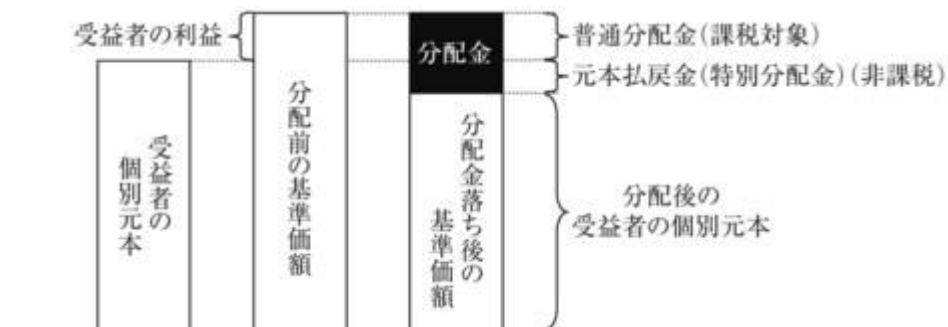 受益者の利益
分配金
普通分配金(課税対象)
元本払戻金(特別分配金)(非課税)
受益者の
個別元本
分配前の基準価額
分配金落ち後の
基準価額
分配後の
受益者の個別元本